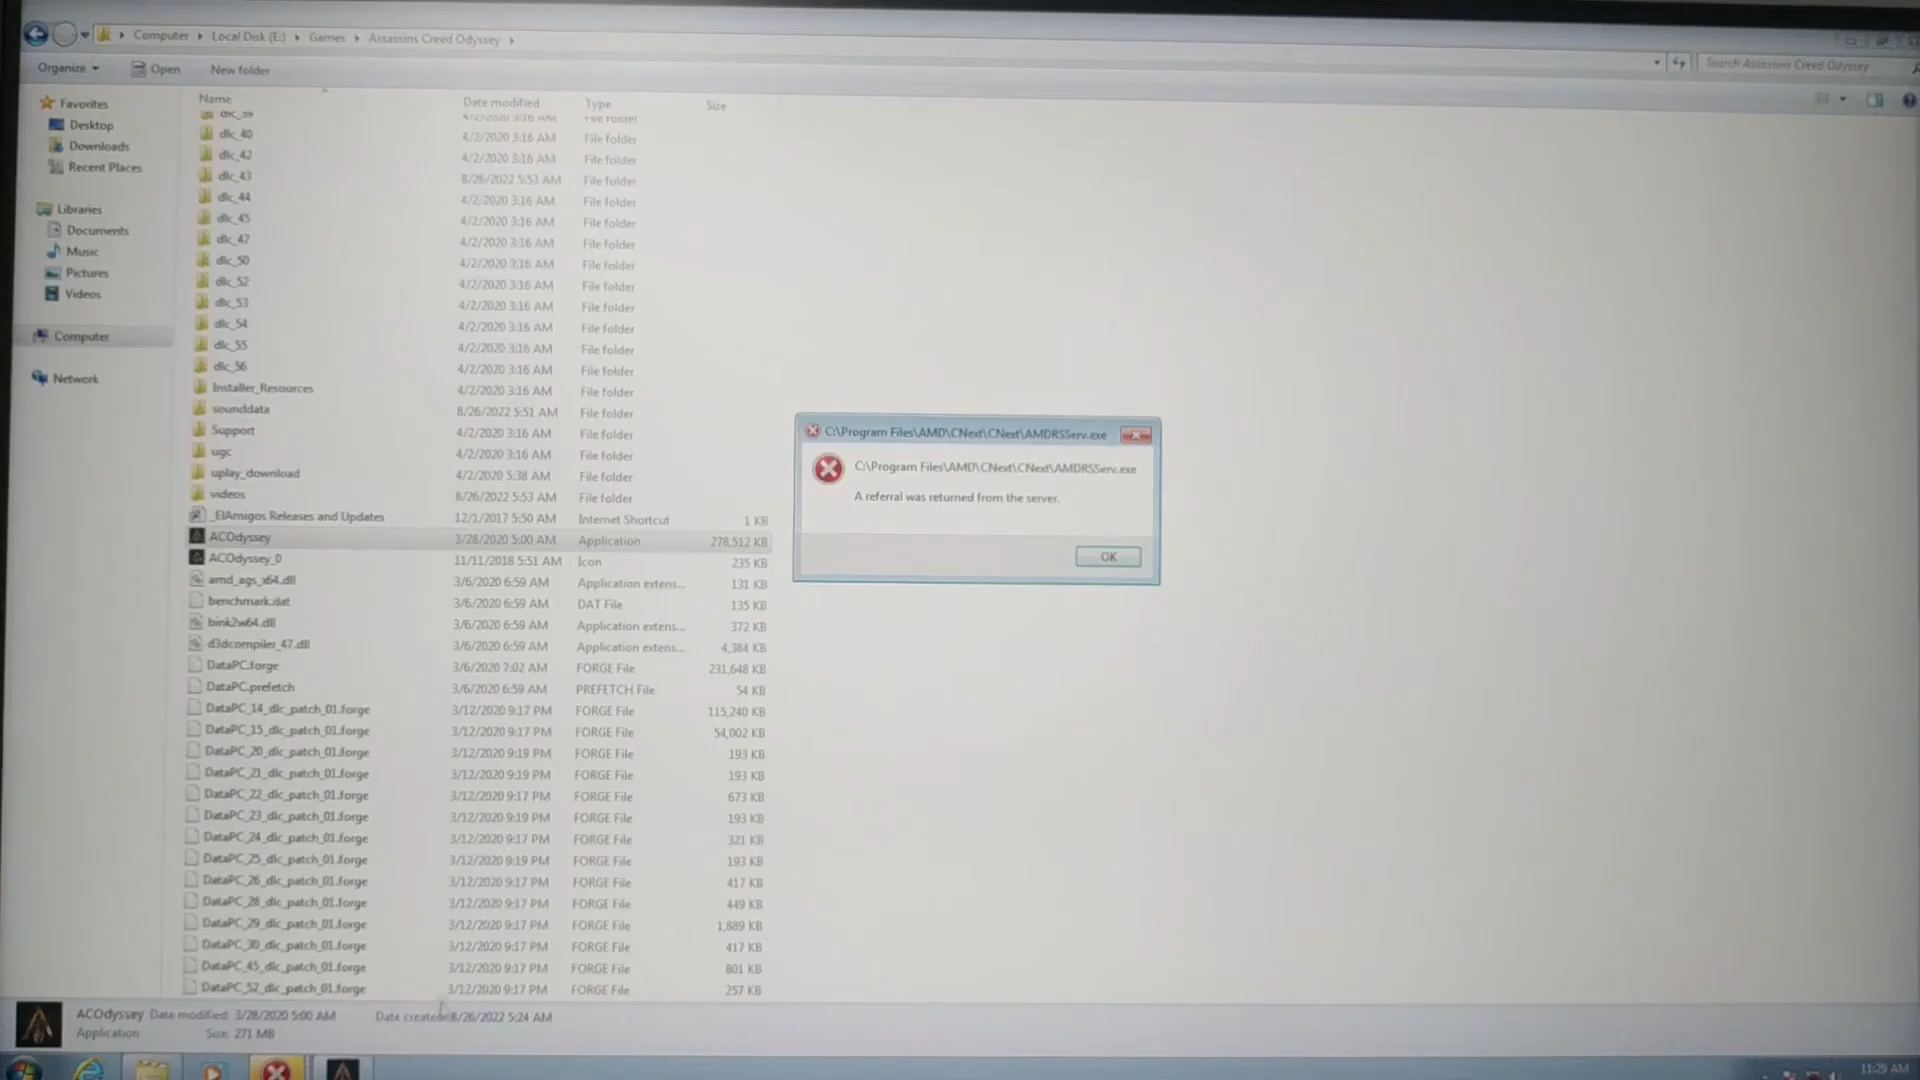 Computer Local Disk (E:) Games Assassins Creed Odyssey
Search Assassins Creed Odyssey
Organize Open New folder
Name Date modified Type Size
Favorites
Desktop
Downloads
Recent Places
Libraries
Documents
Music
Pictures
Videos
Computer
Network
dlc_39 4/2/2020 3:16 AM File folder
dlc_40 4/2/2020 3:16 AM File folder
dlc_42 4/2/2020 3:16 AM File folder
dlc_43 8/26/2022 5:53 AM File folder
dlc_44 4/2/2020 3:16 AM File folder
dlc_45 4/2/2020 3:16 AM File folder
dlc_47 4/2/2020 3:16 AM File folder
dlc_50 4/2/2020 3:16 AM File folder
dlc_52 4/2/2020 3:16 AM File folder
dlc_53 4/2/2020 3:16 AM File folder
dlc_54 4/2/2020 3:16 AM File folder
dlc_55 4/2/2020 3:16 AM File folder
dlc_56 4/2/2020 3:16 AM File folder
Installer_Resources 4/2/2020 3:16 AM File folder
sounddata 8/26/2022 5:51 AM File folder
Support 4/2/2020 3:16 AM File folder
ugc 4/2/2020 3:16 AM File folder
uplay_download 4/2/2020 5:38 AM File folder
videos 8/26/2022 5:53 AM File folder
_ElAmigos Releases and Updates 12/1/2017 5:50 AM Internet Shortcut 1 KB
ACOdyssey 3/28/2020 5:00 AM Application 278,512 KB
ACOdyssey_0 11/11/2018 5:51 AM Icon 235 KB
amd_ags_x64.dll 3/6/2020 6:59 AM Application extens... 131 KB
benchmark.dat 3/6/2020 6:59 AM DAT File 135 KB
bink2w64.dll 3/6/2020 6:59 AM Application extens... 372 KB
d3dcompiler_47.dll 3/6/2020 6:59 AM Application extens... 4,384 KB
DataPC.forge 3/6/2020 7:02 AM FORGE File 231,648 KB
DataPC.prefetch 3/6/2020 6:59 AM PREFETCH File 54 KB
DataPC_14_dlc_patch_01.forge 3/12/2020 9:17 PM FORGE File 115,240 KB
DataPC_15_dlc_patch_01.forge 3/12/2020 9:17 PM FORGE File 54,002 KB
DataPC_20_dlc_patch_01.forge 3/12/2020 9:19 PM FORGE File 193 KB
DataPC_21_dlc_patch_01.forge 3/12/2020 9:19 PM FORGE File 193 KB
DataPC_22_dlc_patch_01.forge 3/12/2020 9:17 PM FORGE File 673 KB
DataPC_23_dlc_patch_01.forge 3/12/2020 9:19 PM FORGE File 193 KB
DataPC_24_dlc_patch_01.forge 3/12/2020 9:17 PM FORGE File 321 KB
DataPC_25_dlc_patch_01.forge 3/12/2020 9:19 PM FORGE File 193 KB
DataPC_26_dlc_patch_01.forge 3/12/2020 9:17 PM FORGE File 417 KB
DataPC_28_dlc_patch_01.forge 3/12/2020 9:17 PM FORGE File 449 KB
DataPC_29_dlc_patch_01.forge 3/12/2020 9:17 PM FORGE File 1,889 KB
DataPC_30_dlc_patch_01.forge 3/12/2020 9:17 PM FORGE File 417 KB
DataPC_45_dlc_patch_01.forge 3/12/2020 9:17 PM FORGE File 801 KB
DataPC_52_dlc_patch_01.forge 3/12/2020 9:17 PM FORGE File 257 KB
C:\Program Files\AMD\CNext\CNext\AMDRSServ.exe
C:\Program Files\AMD\CNext\CNext\AMDRSServ.exe
A referral was returned from the server.
OK
ACOdyssey Date modified: 3/28/2020 5:00 AM Date created: 8/26/2022 5:24 AM
Application Size: 271 MB
11:29 AM